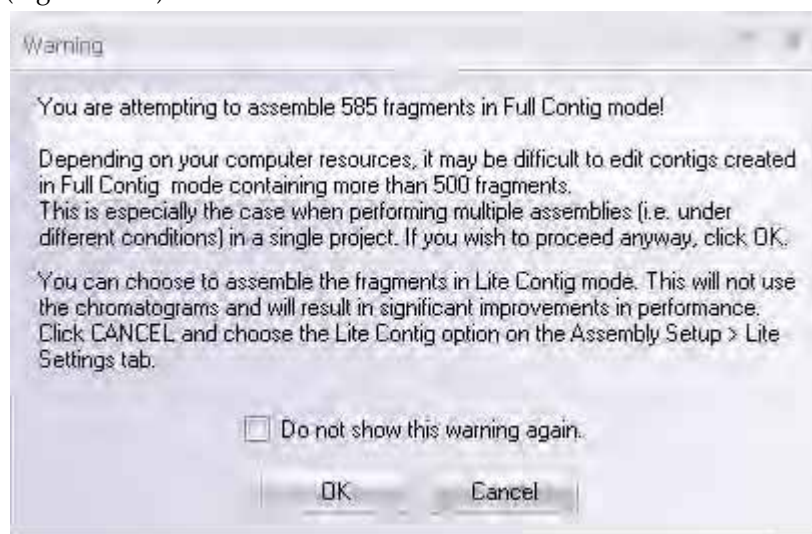 Warning
You are attempting to assemble 585 fragments in Full Contig mode!
Depending on your computer resources, it may be difficult to edit contigs created
in Full Contig mode containing more than 500 fragments.
This is especially the case when performing multiple assemblies (i.e. under
different conditions) in a single project. If you wish to proceed anyway, click OK.
You can choose to assemble the fragments in Lite Contig mode. This will not use
the chromatograms and will result in significant improvements in performance.
Click CANCEL and choose the Lite Contig option on the Assembly Setup > Lite
Settings tab.
Do not show this warning again.
OK Cancel